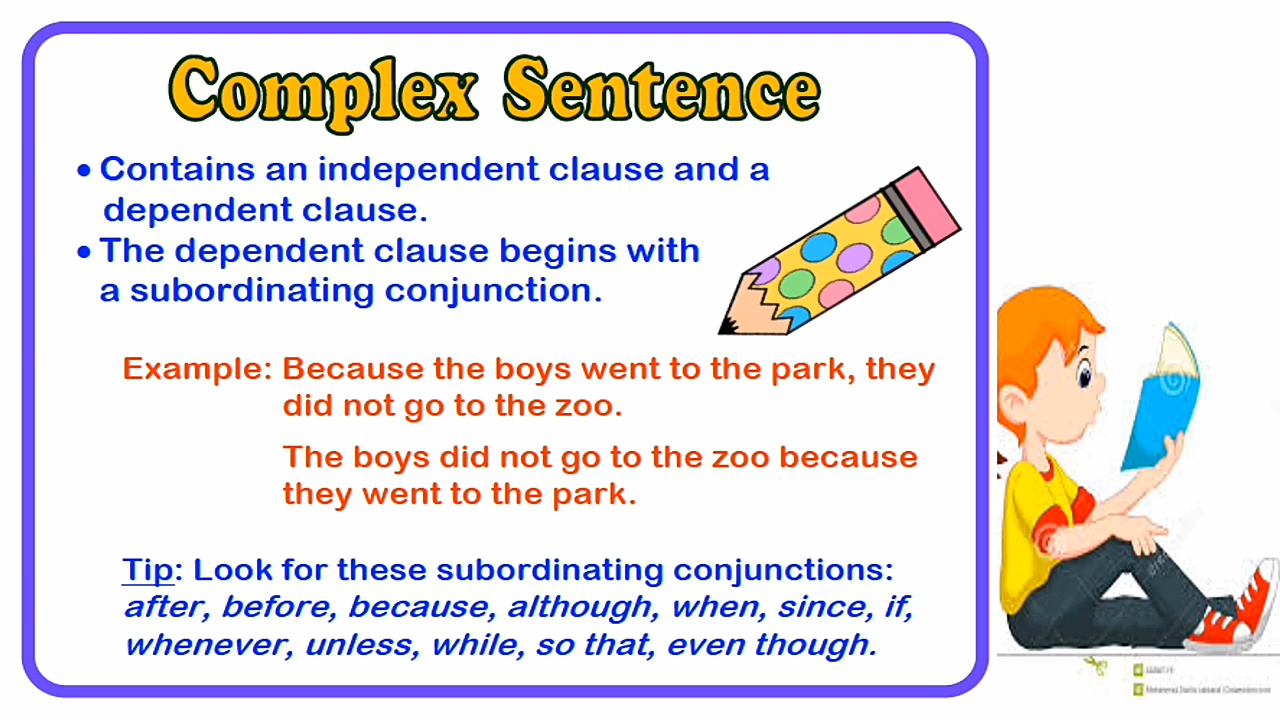 Complex Sentence
• Contains an independent clause and a
dependent clause.
• The dependent clause begins with
a subordinating conjunction.
Example: Because the boys went to the park, they
did not go to the zoo.
The boys did not go to the zoo because
they went to the park.
Tip: Look for these subordinating conjunctions:
after, before, because, although, when, since, if,
whenever, unless, while, so that, even though.